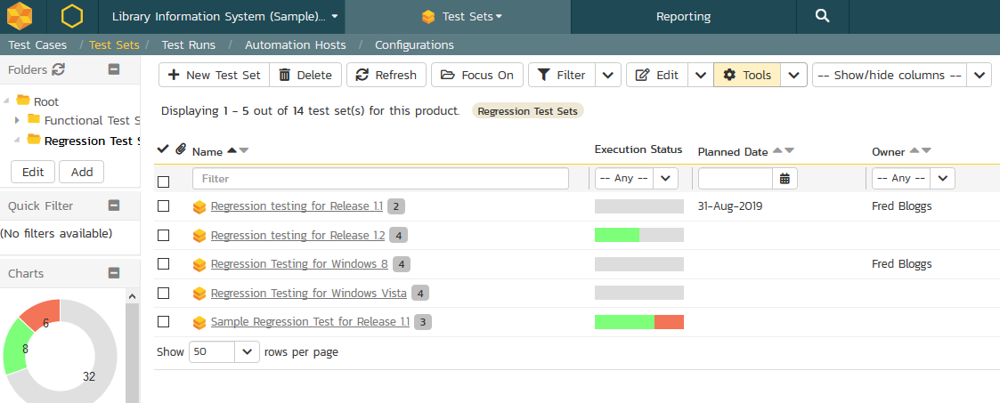 Library Information System (Sample)... Test Sets Reporting
Test Cases / Test Sets / Test Runs / Automation Hosts / Configurations
Folders
New Test Set Delete Refresh Focus On Filter Edit Tools -- Show/hide columns --
Root
Functional Test S
Regression Test S
Edit Add
Displaying 1 - 5 out of 14 test set(s) for this product. Regression Test Sets
Name Execution Status Planned Date Owner
Filter -- Any -- -- Any --
Quick Filter
(No filters available)
Regression testing for Release 1.1 2 31-Aug-2019 Fred Bloggs
Regression testing for Release 1.2 4
Regression Testing for Windows 8 4 Fred Bloggs
Regression Testing for Windows Vista 4
Sample Regression Test for Release 1.1 3
Show 50 rows per page
Charts
6
8
32